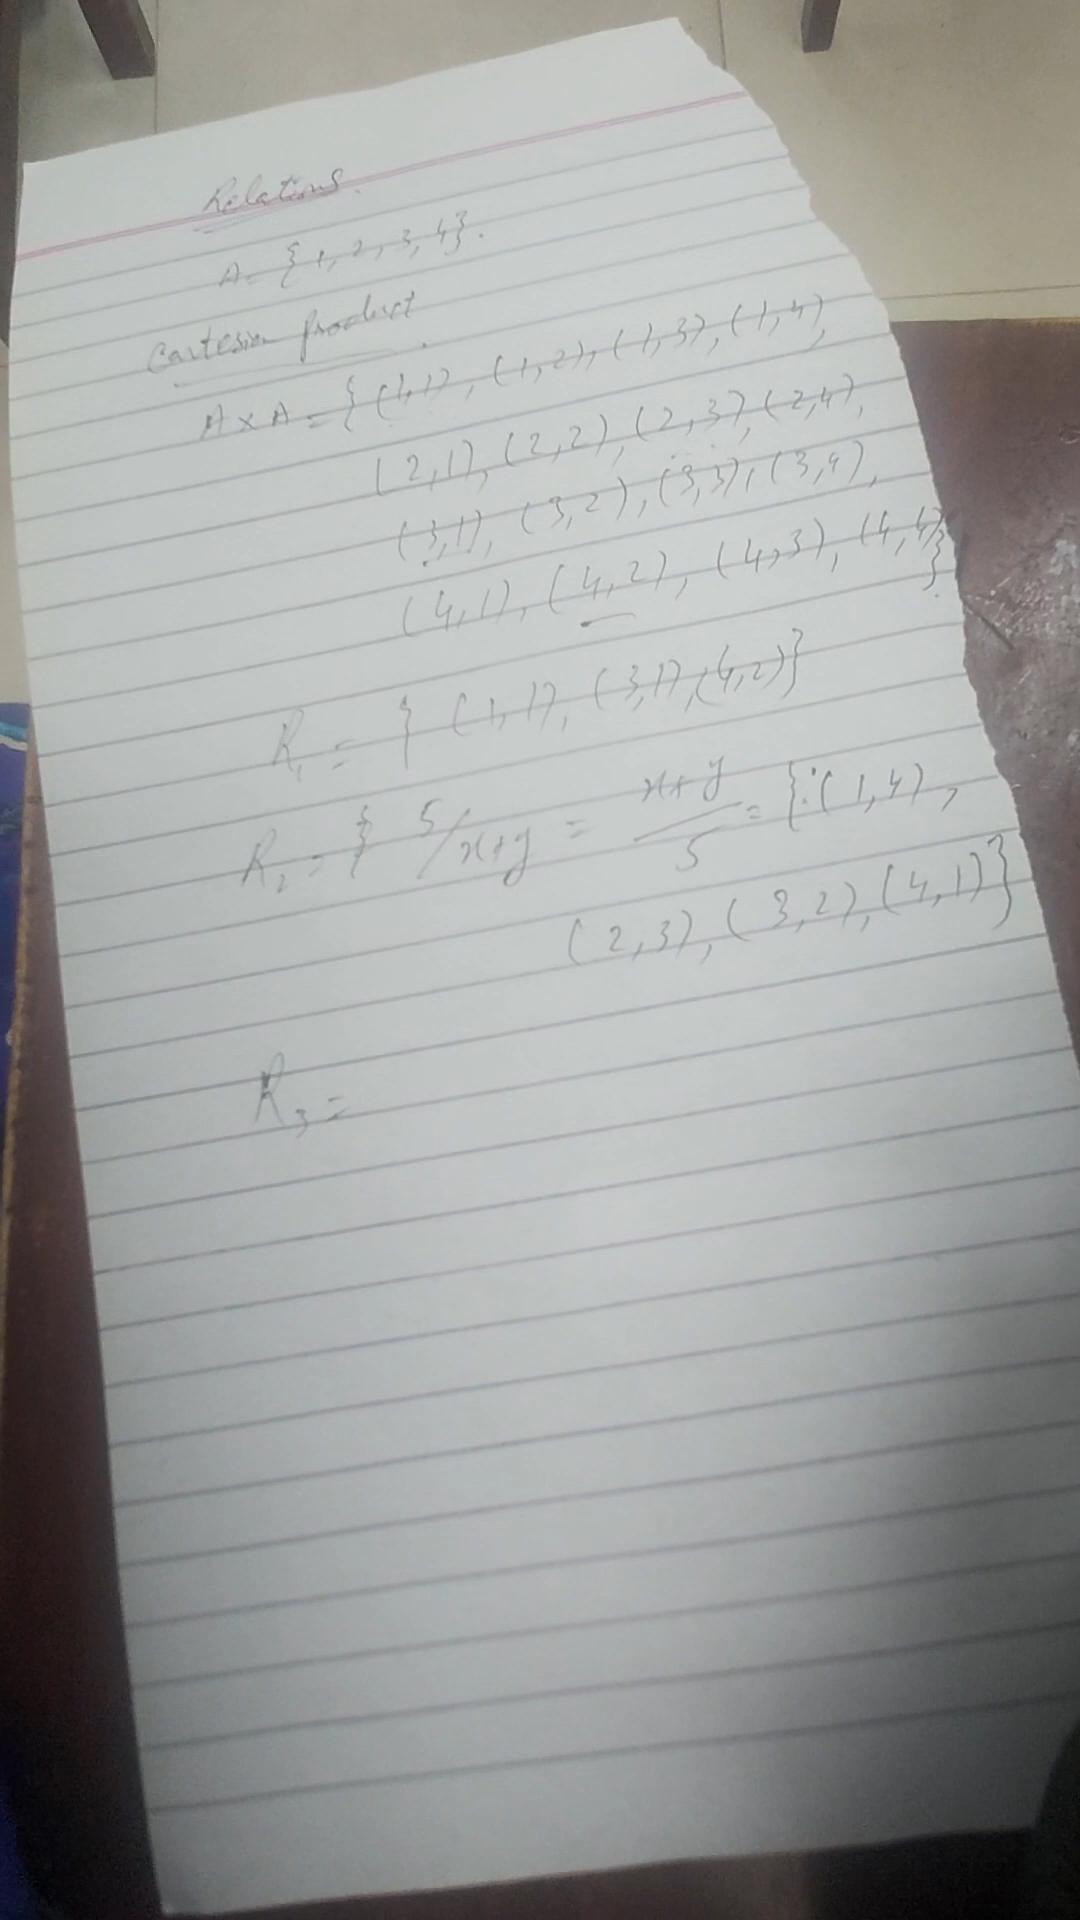 Relations.
A = {1, 2, 3, 4}.
Cartesian product
A × A = {(1,1), (1,2), (1,3), (1,4),
(2,1), (2,2), (2,3), (2,4),
(3,1), (3,2), (3,3), (3,4),
(4,1), (4,2), (4,3), (4,4)}
R₁ = { (1,1), (3,1), (4,2)}
R₂ = { 5/x+y = x+y/5 = {(1,4),
(2,3), (3,2), (4,1)}
R₃ =